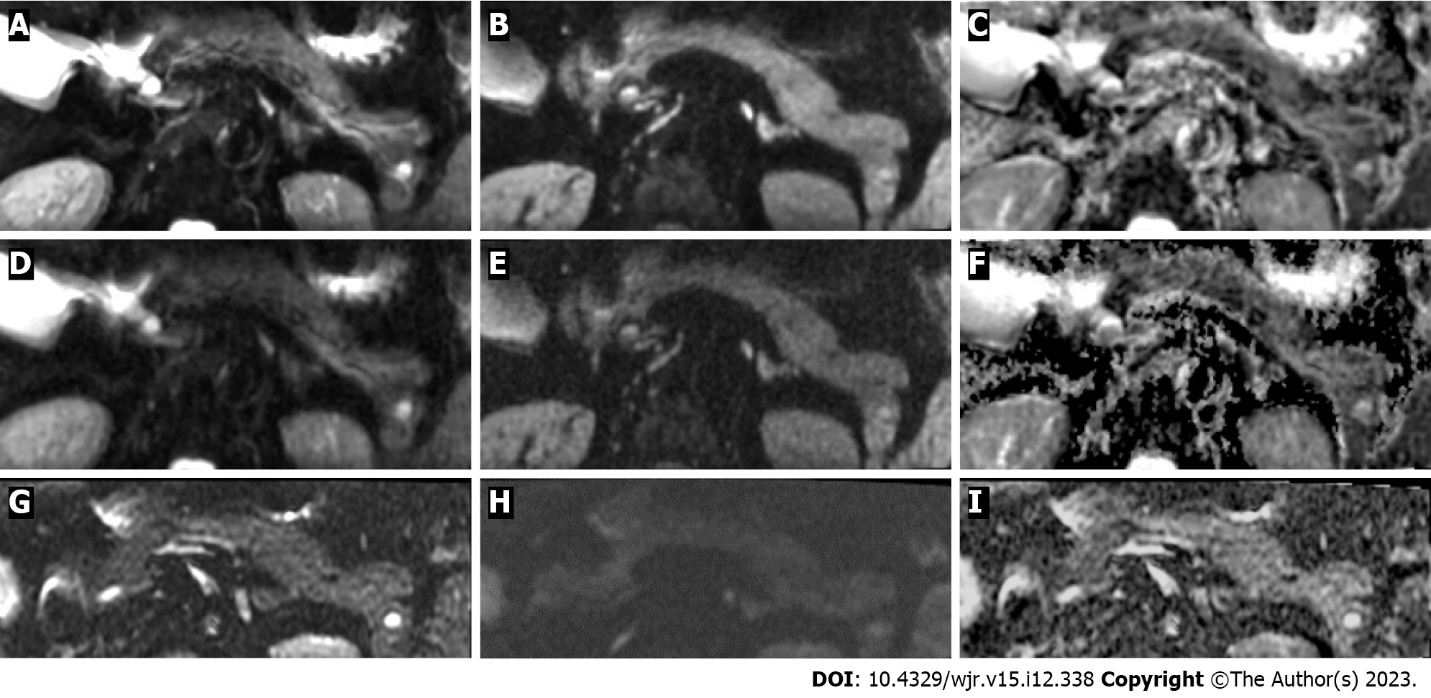 A B C
D E F
G H I
DOI: 10.4329/wjr.v15.i12.338 Copyright ©The Author(s) 2023.